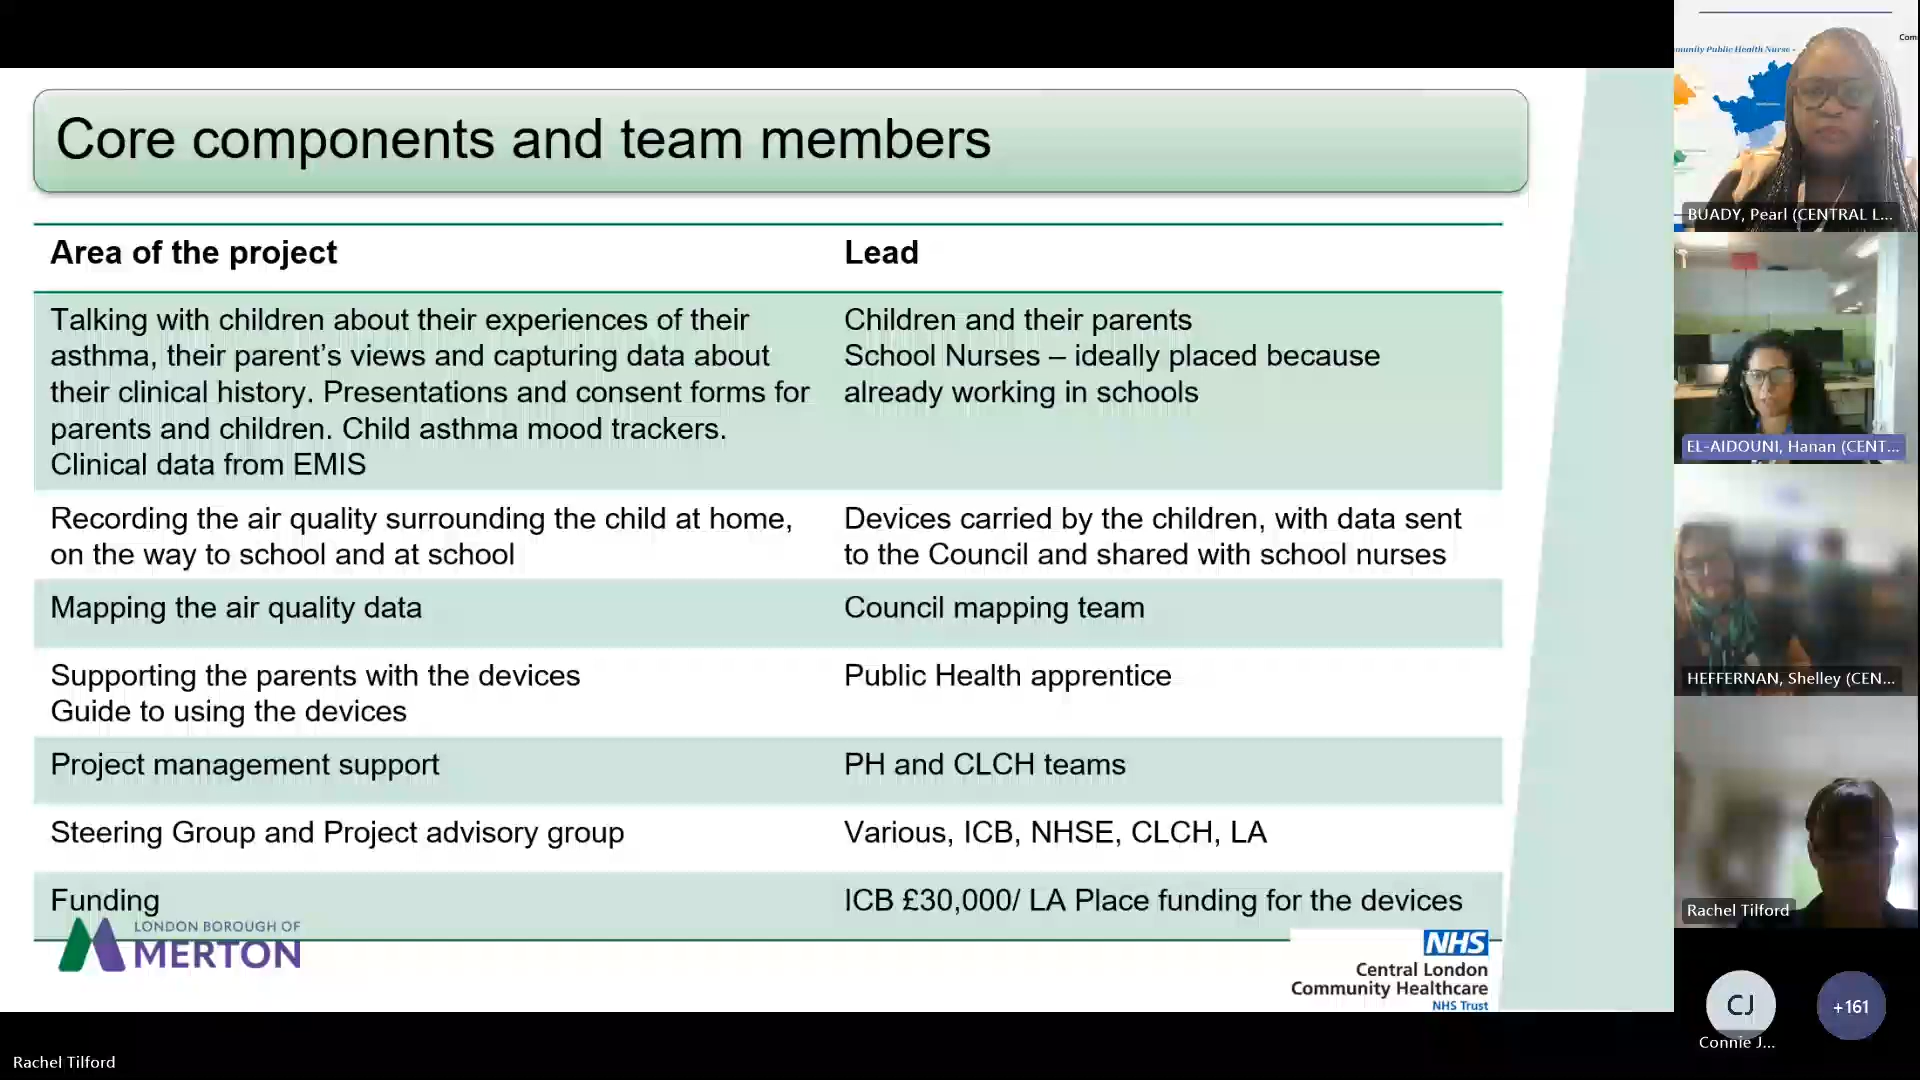 Core components and team members
Area of the project
Lead
Talking with children about their experiences of their
asthma, their parent’s views and capturing data about
their clinical history. Presentations and consent forms for
parents and children. Child asthma mood trackers.
Clinical data from EMIS
Children and their parents
School Nurses – ideally placed because
already working in schools
Recording the air quality surrounding the child at home,
on the way to school and at school
Devices carried by the children, with data sent
to the Council and shared with school nurses
Mapping the air quality data
Council mapping team
Supporting the parents with the devices
Guide to using the devices
Public Health apprentice
Project management support
PH and CLCH teams
Steering Group and Project advisory group
Various, ICB, NHSE, CLCH, LA
Funding
ICB £30,000/ LA Place funding for the devices
LONDON BOROUGH OF
MERTON
NHS
Central London
Community Healthcare
NHS Trust
Com
munity Public Health Nurse -
BUADY, Pearl (CENTRAL L...
EL-AIDOUNI, Hanan (CENT...
HEFFERNAN, Shelley (CEN...
Rachel Tilford
CJ
Connie J...
+161
Rachel Tilford